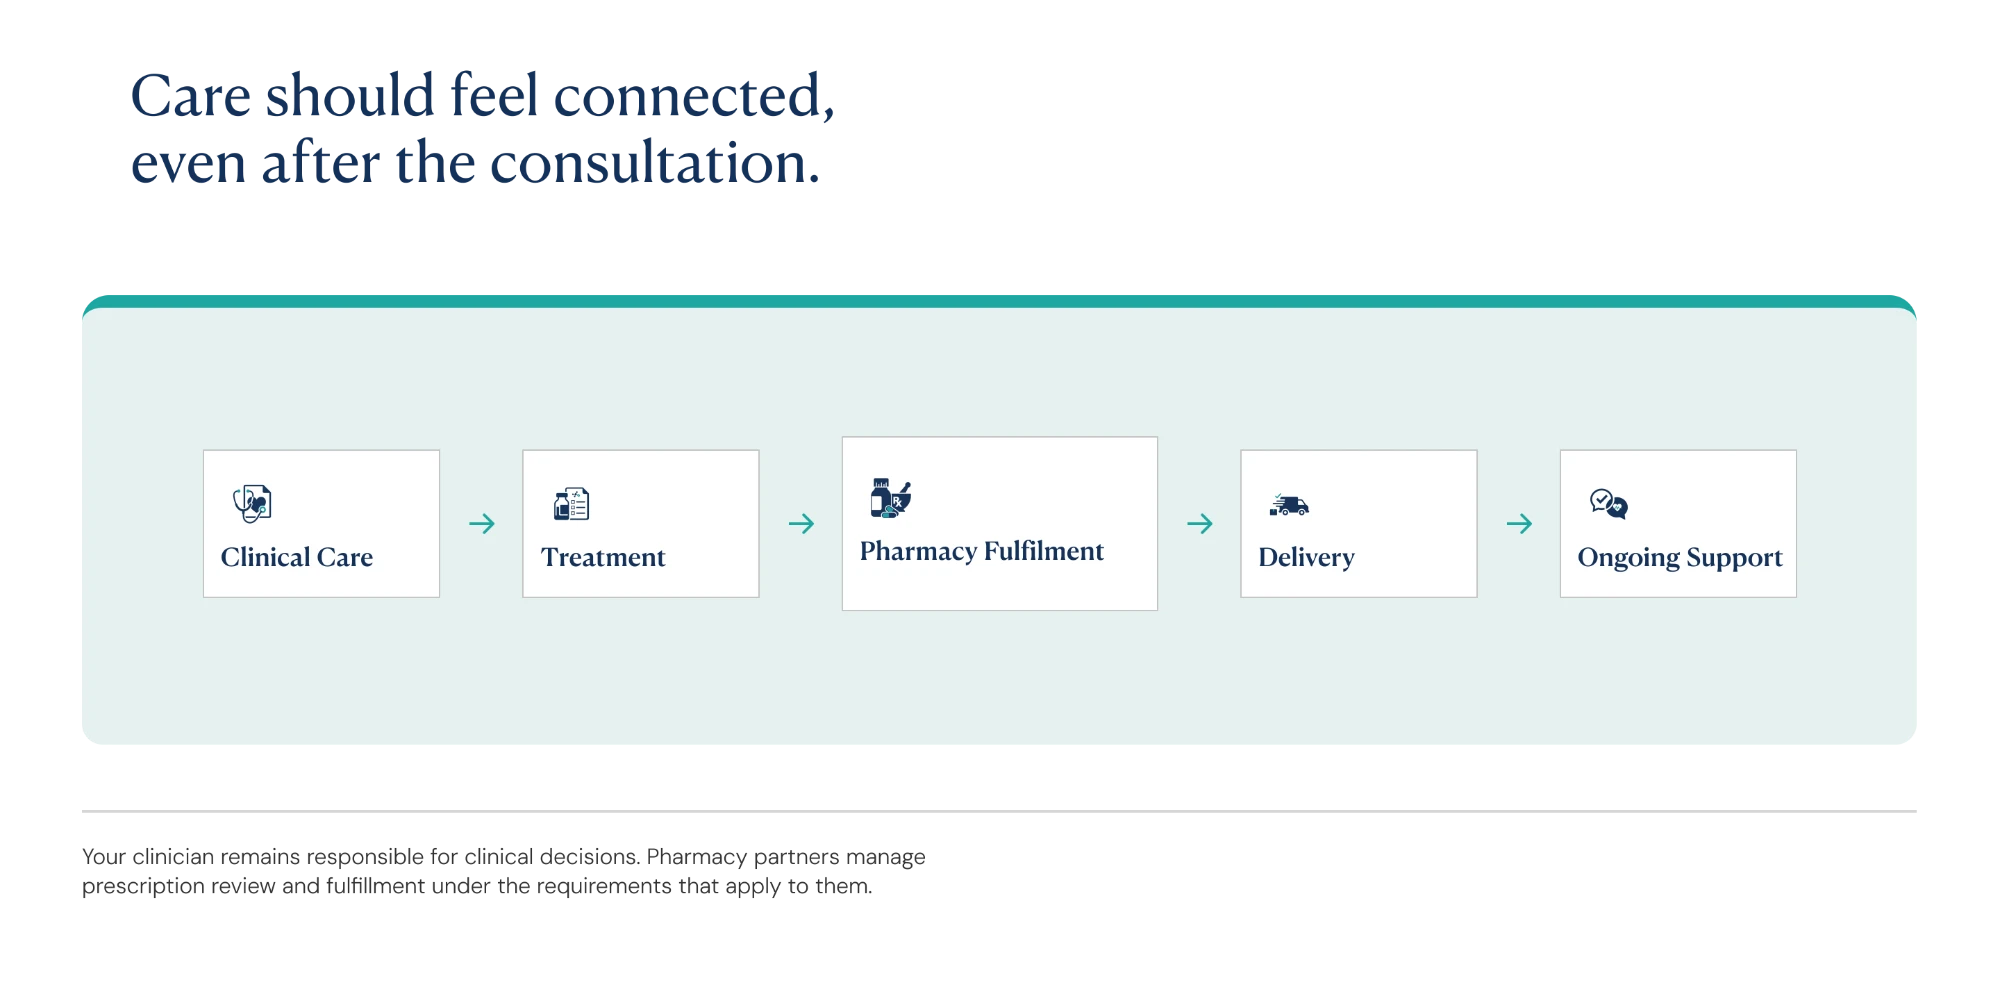 Care should feel connected,
even after the consultation.
Clinical Care
Treatment
Pharmacy Fulfilment
Delivery
Ongoing Support
Your clinician remains responsible for clinical decisions. Pharmacy partners manage
prescription review and fulfillment under the requirements that apply to them.